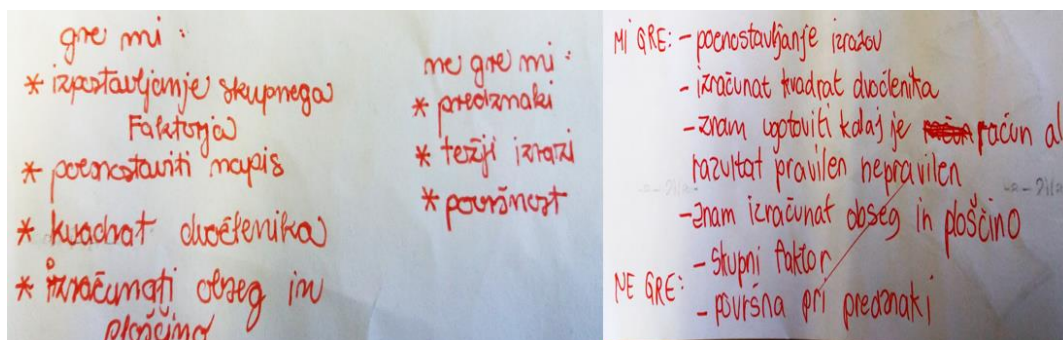 gre mi :
* izpostavljanje skupnega
Faktorja
* poenostaviti napis
* kvadrat dvočlenika
* izračunati obseg in
ploščino
ne gre mi :
* predznaki
* težji izrazi
* površnost
MI GRE: - poenostavljanje izrazov
- izračunat kvadrat dvočlenika
- znam ugotoviti kdaj je račun al
razultat pravilen nepravilen
- znam izračunat obseg in ploščino
- skupni faktor
NE GRE:
- površna pri predznaki